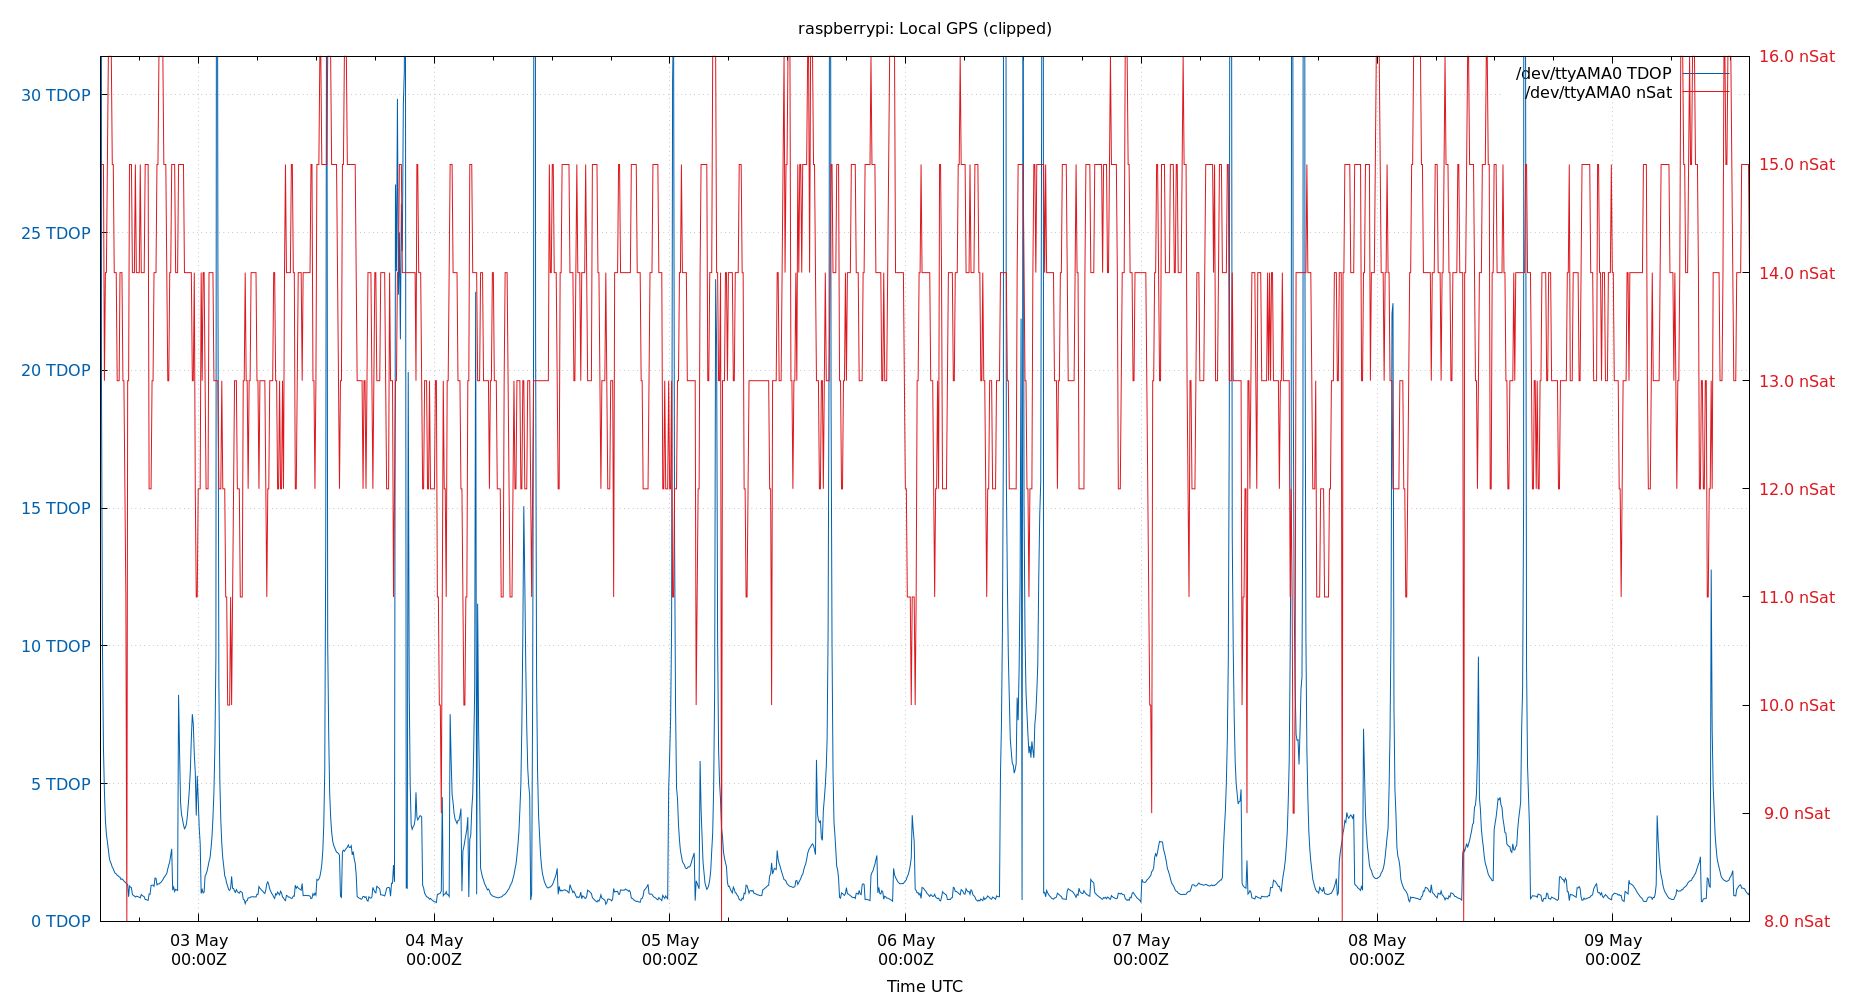 raspberrypi: Local GPS (clipped)
/dev/ttyAMA0 TDOP
/dev/ttyAMA0 nSat
30 TDOP
25 TDOP
20 TDOP
15 TDOP
10 TDOP
5 TDOP
0 TDOP
16.0 nSat
15.0 nSat
14.0 nSat
13.0 nSat
12.0 nSat
11.0 nSat
10.0 nSat
9.0 nSat
8.0 nSat
03 May
00:00Z
04 May
00:00Z
05 May
00:00Z
06 May
00:00Z
07 May
00:00Z
08 May
00:00Z
09 May
00:00Z
Time UTC